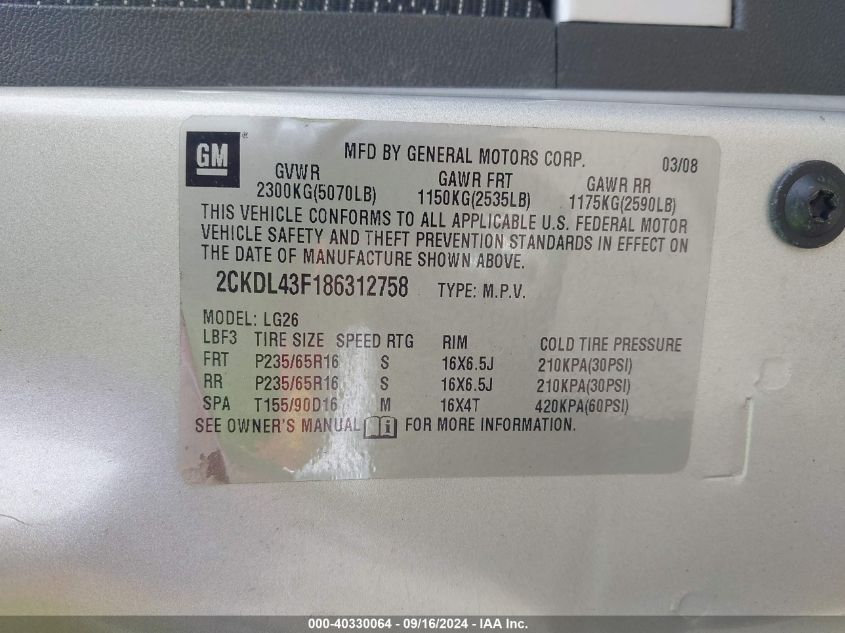 GM ®
MFD BY GENERAL MOTORS CORP. 03/08
GVWR GAWR FRT GAWR RR
2300KG(5070LB) 1150KG(2535LB) 1175KG(2590LB)
THIS VEHICLE CONFORMS TO ALL APPLICABLE U.S. FEDERAL MOTOR
VEHICLE SAFETY AND THEFT PREVENTION STANDARDS IN EFFECT ON
THE DATE OF MANUFACTURE SHOWN ABOVE.
2CKDL43F186312758 TYPE: M.P.V.
MODEL: LG26
LBF3 TIRE SIZE SPEED RTG RIM COLD TIRE PRESSURE
FRT P235/65R16 S 16X6.5J 210KPA(30PSI)
RR P235/65R16 S 16X6.5J 210KPA(30PSI)
SPA T155/90D16 M 16X4T 420KPA(60PSI)
SEE OWNER'S MANUAL FOR MORE INFORMATION.
000-40330064 - 09/16/2024 - IAA Inc.